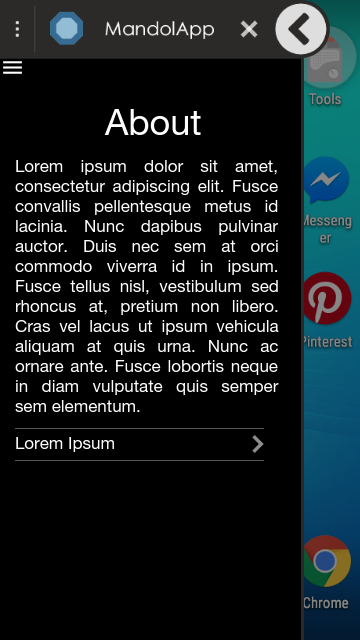 MandolApp
Tools
About
Lorem ipsum dolor sit amet,
consectetur adipiscing elit. Fusce
convallis pellentesque metus id
lacinia. Nunc dapibus pulvinar
auctor. Duis nec sem at orci
commodo viverra id in ipsum.
Fusce tellus nisl, vestibulum sed
rhoncus at, pretium non libero.
Cras vel lacus ut ipsum vehicula
aliquam at quis urna. Nunc ac
ornare ante. Fusce lobortis neque
in diam vulputate quis semper
sem elementum.
Lorem Ipsum
Messeng
er
Pinterest
Chrome